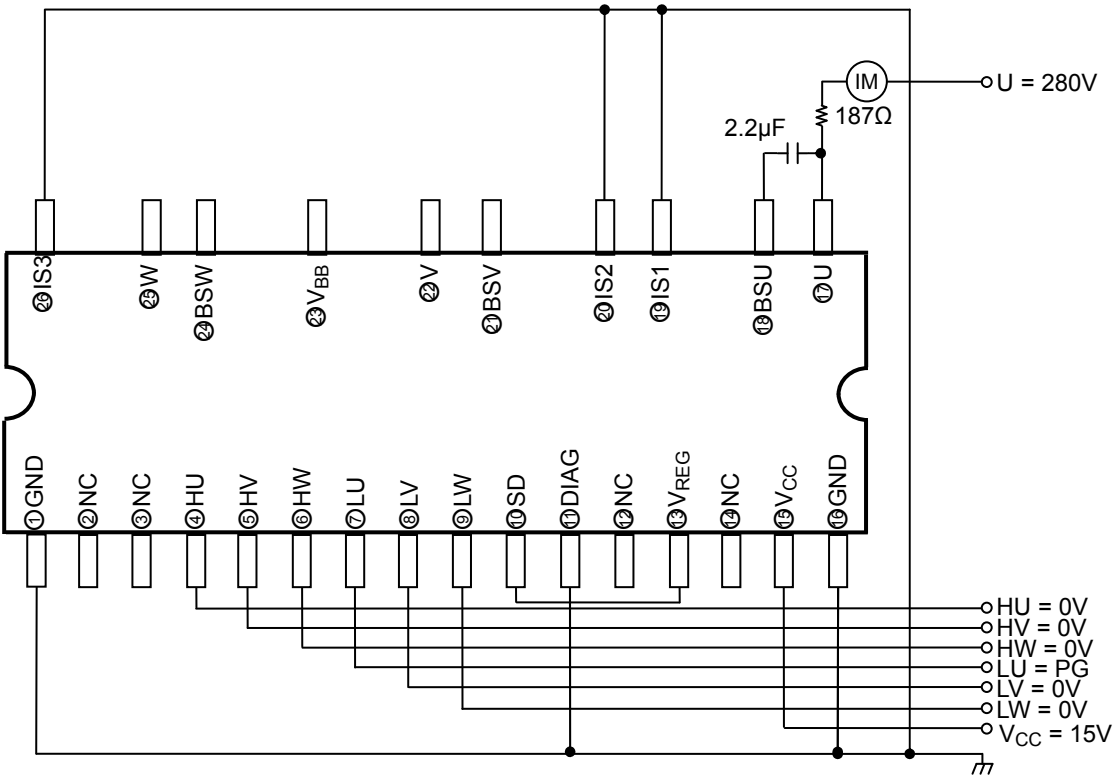 IM
U = 280V
187Ω
2.2µF
㉖IS3
㉕W
㉔BSW
㉓VBB
㉒V
㉑BSV
⑳IS2
⑲IS1
⑱BSU
⑰U
①GND
②NC
③NC
④HU
⑤HV
⑥HW
⑦LU
⑧LV
⑨LW
⑩SD
⑪DIAG
⑫NC
⑬VREG
⑭NC
⑮VCC
⑯GND
HU = 0V
HV = 0V
HW = 0V
LU = PG
LV = 0V
LW = 0V
VCC = 15V